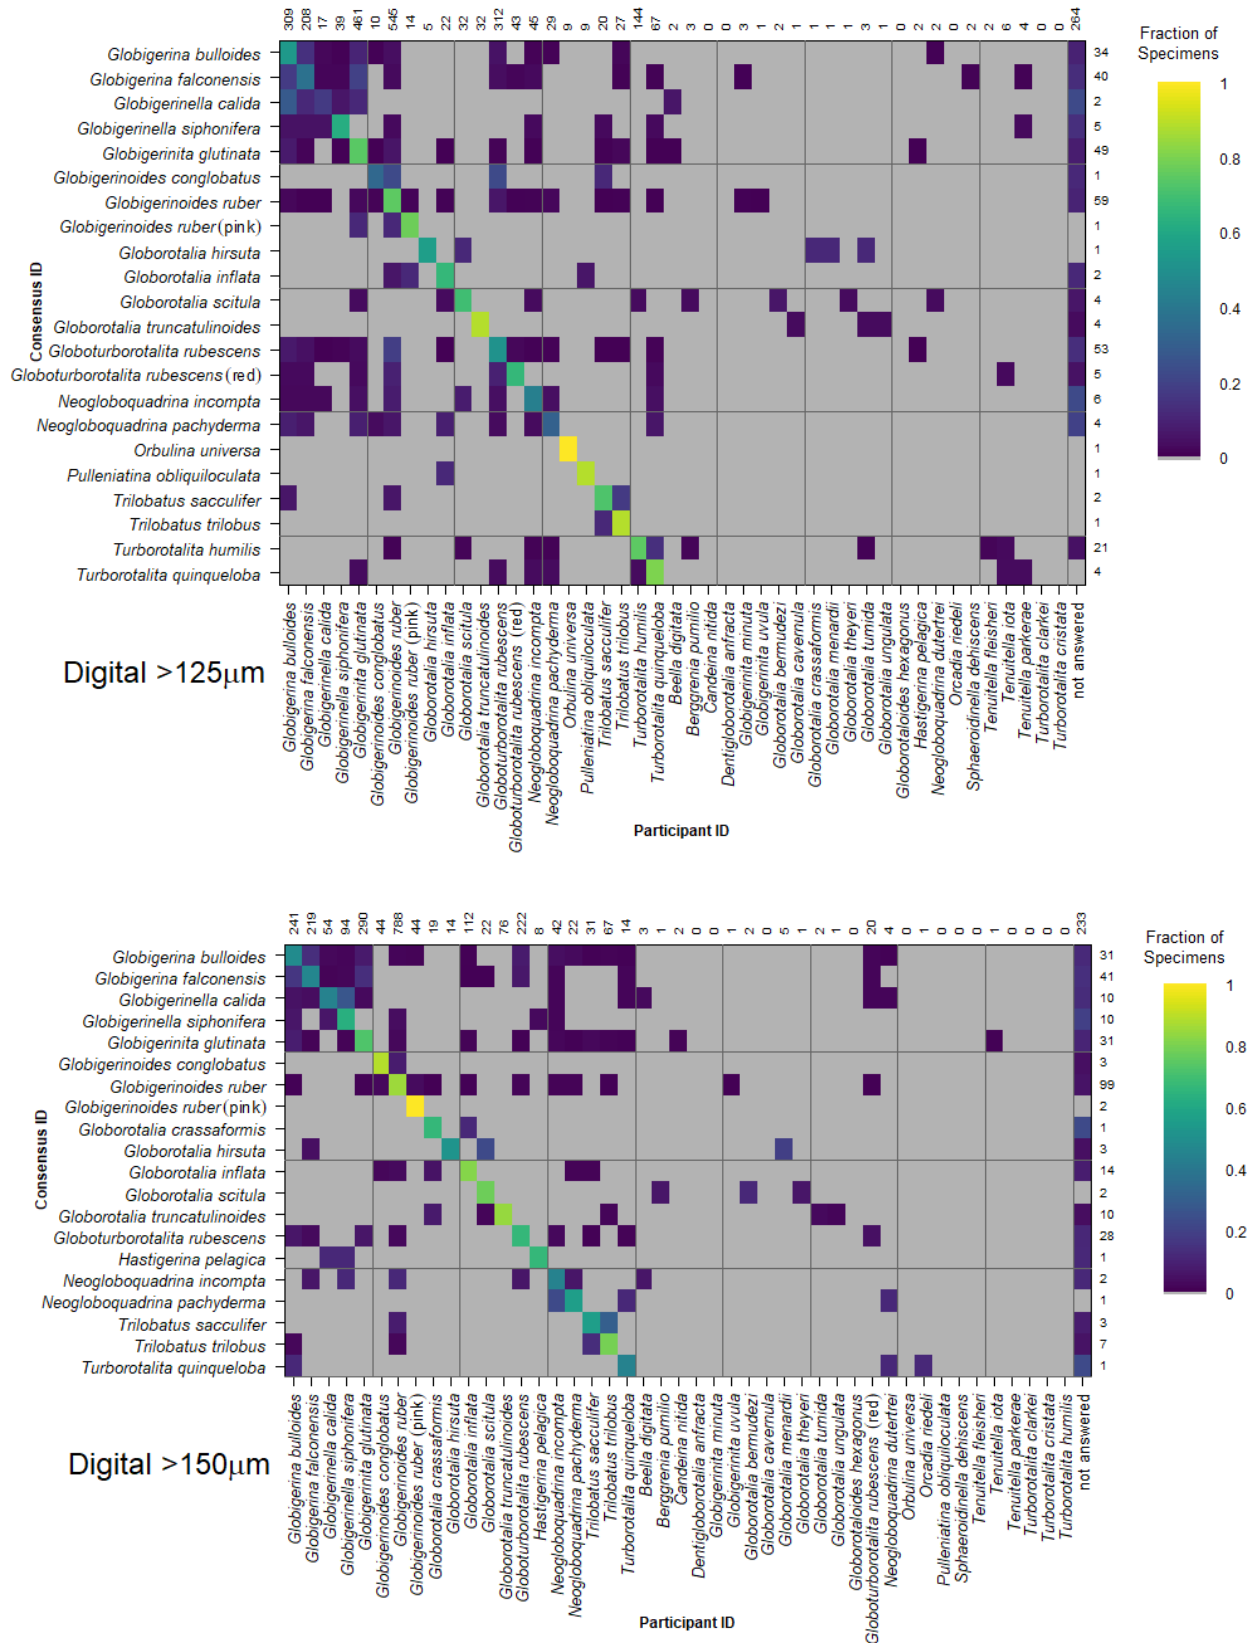 309 208 17 39 461 10 545 14 5 22 32 32 312 43 45 29 9 9 20 27 144 67 2 3 0 0 3 1 2 1 1 1 1 3 1 0 2 3 0 2 2 6 4 0 0 264
Fraction of
Specimens
1
0.8
0.6
0.4
0.2
0
Consensus ID
Globigerina bulloides 34
Globigerina falconensis 40
Globigerinella calida 2
Globigerinella siphonifera 5
Globigerinita glutinata 49
Globigerinoides conglobatus 1
Globigerinoides ruber 59
Globigerinoides ruber (pink) 1
Globorotalia hirsuta 1
Globorotalia inflata 2
Globorotalia scitula 4
Globorotalia truncatulinoides 4
Globoturborotalita rubescens 53
Globoturborotalita rubescens (red) 5
Neogloboquadrina incompta 6
Neogloboquadrina pachyderma 4
Orbulina universa 1
Pulleniatina obliquiloculata 1
Trilobatus sacculifer 2
Trilobatus trilobus 1
Turborotalita humilis 21
Turborotalita quinqueloba 4
Globigerina bulloides
Globigerina falconensis
Globigerinella calida
Globigerinella siphonifera
Globigerinita glutinata
Globigerinoides conglobatus
Globigerinoides ruber
Globigerinoides ruber (pink)
Globorotalia hirsuta
Globorotalia inflata
Globorotalia scitula
Globorotalia truncatulinoides
Globoturborotalita rubescens
Globoturborotalita rubescens (red)
Neogloboquadrina incompta
Neogloboquadrina pachyderma
Orbulina universa
Pulleniatina obliquiloculata
Trilobatus sacculifer
Trilobatus trilobus
Turborotalita humilis
Turborotalita quinqueloba
Beella digitata
Berggrenia pumilio
Candeina nitida
Dentigloborotalia anfracta
Globigerinita minuta
Globigerinita uvula
Globorotalia bermudezi
Globorotalia cavernula
Globorotalia crassaformis
Globorotalia menardii
Globorotalia theyeri
Globorotalia tumida
Globorotalia ungulata
Globorotaloides hexagonus
Hastigerina pelagica
Neogloboquadrina dutertrei
Orcadia riedeli
Sphaeroidinella dehiscens
Tenuitella fleisheri
Tenuitella iota
Tenuitella parkerae
Turborotalita clarkei
Turborotalita cristata
not answered
Digital >125μm
Participant ID
241 219 54 94 290 44 788 44 19 14 112 22 76 222 8 42 22 31 67 14 3 1 2 0 0 1 2 0 5 1 2 1 0 20 4 0 1 0 0 0 1 0 0 0 0 233
Fraction of
Specimens
1
0.8
0.6
0.4
0.2
0
Consensus ID
Globigerina bulloides 31
Globigerina falconensis 41
Globigerinella calida 10
Globigerinella siphonifera 10
Globigerinita glutinata 31
Globigerinoides conglobatus 3
Globigerinoides ruber 99
Globigerinoides ruber (pink) 2
Globorotalia crassaformis 1
Globorotalia hirsuta 3
Globorotalia inflata 14
Globorotalia scitula 2
Globorotalia truncatulinoides 10
Globoturborotalita rubescens 28
Hastigerina pelagica 1
Neogloboquadrina incompta 2
Neogloboquadrina pachyderma 1
Trilobatus sacculifer 3
Trilobatus trilobus 7
Turborotalita quinqueloba 1
Globigerina bulloides
Globigerina falconensis
Globigerinella calida
Globigerinella siphonifera
Globigerinita glutinata
Globigerinoides conglobatus
Globigerinoides ruber
Globigerinoides ruber (pink)
Globorotalia crassaformis
Globorotalia hirsuta
Globorotalia inflata
Globorotalia scitula
Globorotalia truncatulinoides
Globoturborotalita rubescens
Hastigerina pelagica
Neogloboquadrina incompta
Neogloboquadrina pachyderma
Trilobatus sacculifer
Trilobatus trilobus
Turborotalita quinqueloba
Beella digitata
Berggrenia pumilio
Candeina nitida
Dentigloborotalia anfracta
Globigerinita minuta
Globigerinita uvula
Globorotalia bermudezi
Globorotalia cavernula
Globorotalia menardii
Globorotalia theyeri
Globorotalia tumida
Globorotalia ungulata
Globorotaloides hexagonus
Globoturborotalita rubescens (red)
Neogloboquadrina dutertrei
Orbulina universa
Orcadia riedeli
Pulleniatina obliquiloculata
Sphaeroidinella dehiscens
Tenuitella fleisheri
Tenuitella iota
Tenuitella parkerae
Turborotalita clarkei
Turborotalita cristata
Turborotalita humilis
not answered
Digital >150μm
Participant ID